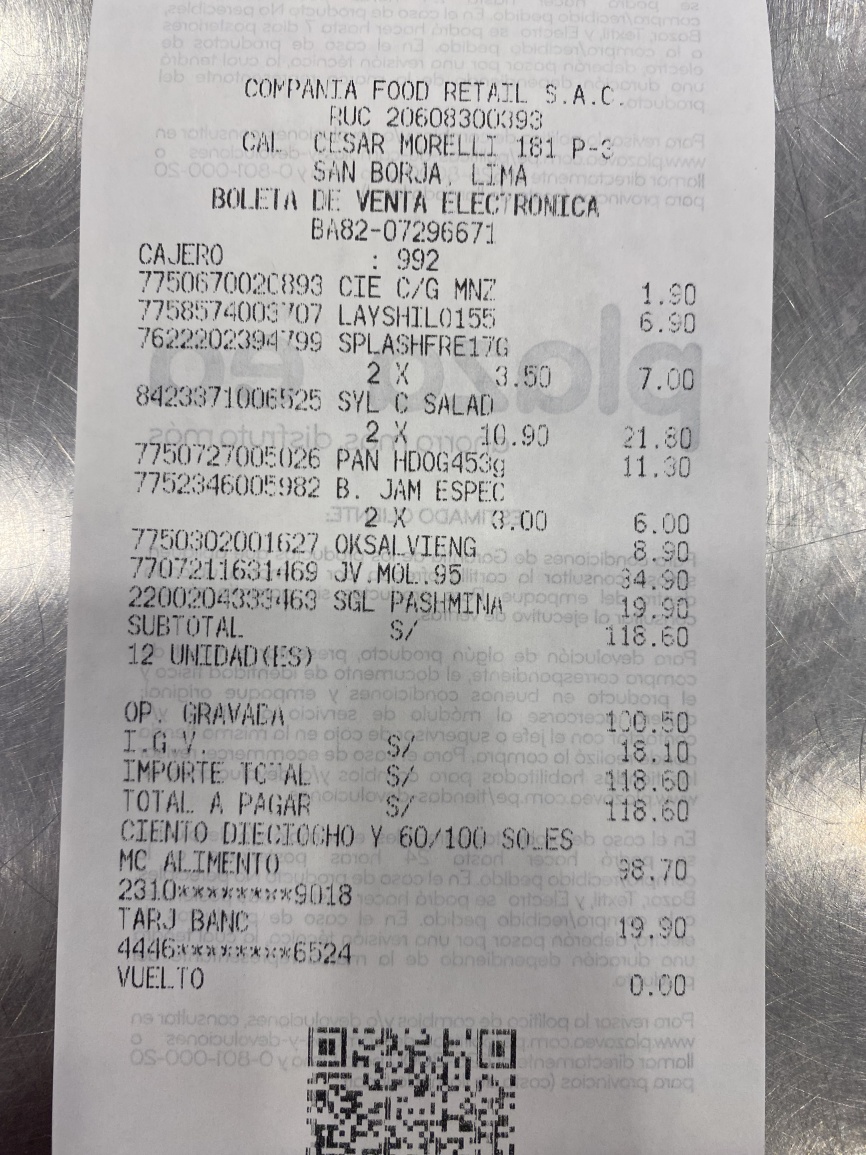 COMPANIA FOOD RETAIL S.A.C.
RUC 20608300393
CAL CESAR MORELLI 181 P-3
SAN BORJA, LIMA
BOLETA DE VENTA ELECTRONICA
BA82-07296671
CAJERO : 992
7750670020893 CIE C/G MNZ 1.90
7758574003707 LAYSHIL0155 6.90
7622202394799 SPLASHFRE17G
2 X 3.50 7.00
8423371006525 SYL C SALAD
2 X 10.90 21.80
7750727005026 PAN HDOG453g 11.30
7752346005982 B. JAM ESPEC
2 X 3.00 6.00
7750302001627 OKSALVIENG 8.90
7707211631469 JV.MOL.95 34.90
2200204333463 SGL PASHMINA 19.90
SUBTOTAL S/ 118.60
12 UNIDAD(ES)
OP. GRAVADA 100.50
I.G.V. S/ 18.10
IMPORTE TOTAL S/ 118.60
TOTAL A PAGAR S/ 118.60
CIENTO DIECIOCHO Y 60/100 SOLES
MC ALIMENTO 98.70
2310********9018
TARJ BANC 19.90
4446********6524
VUELTO 0.00